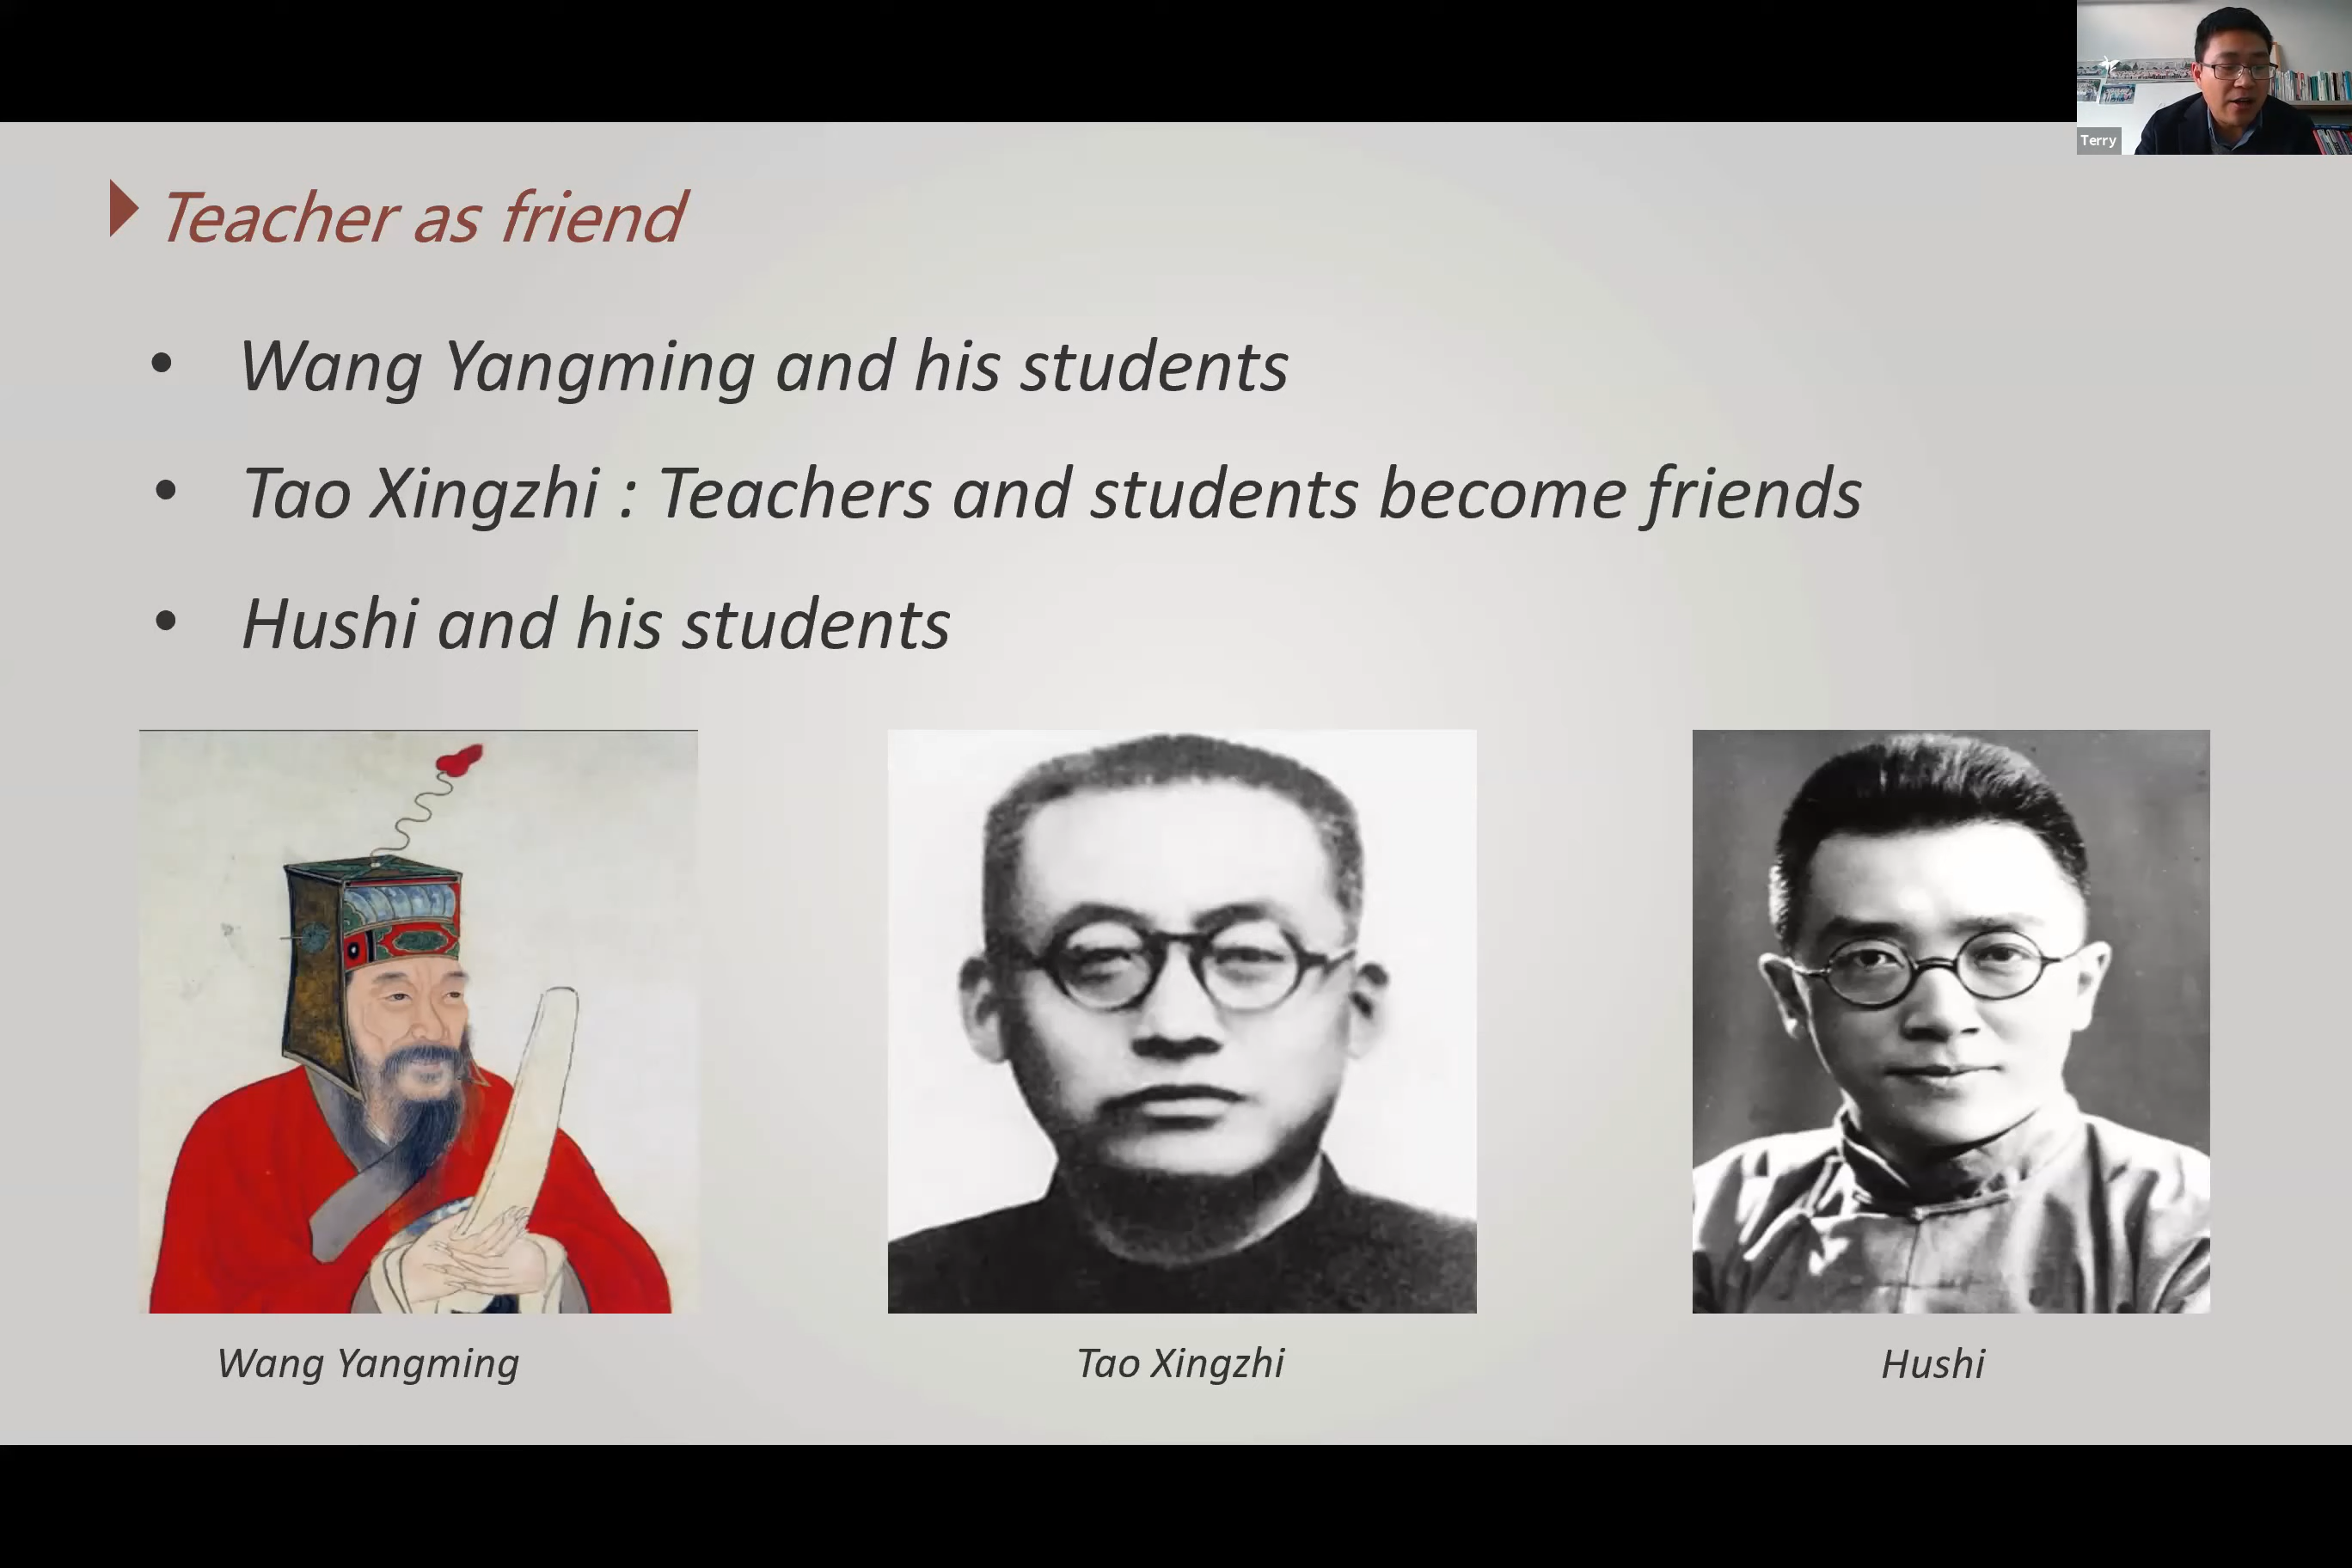 Terry
Teacher as friend
• Wang Yangming and his students
• Tao Xingzhi : Teachers and students become friends
• Hushi and his students
Wang Yangming
Tao Xingzhi
Hushi